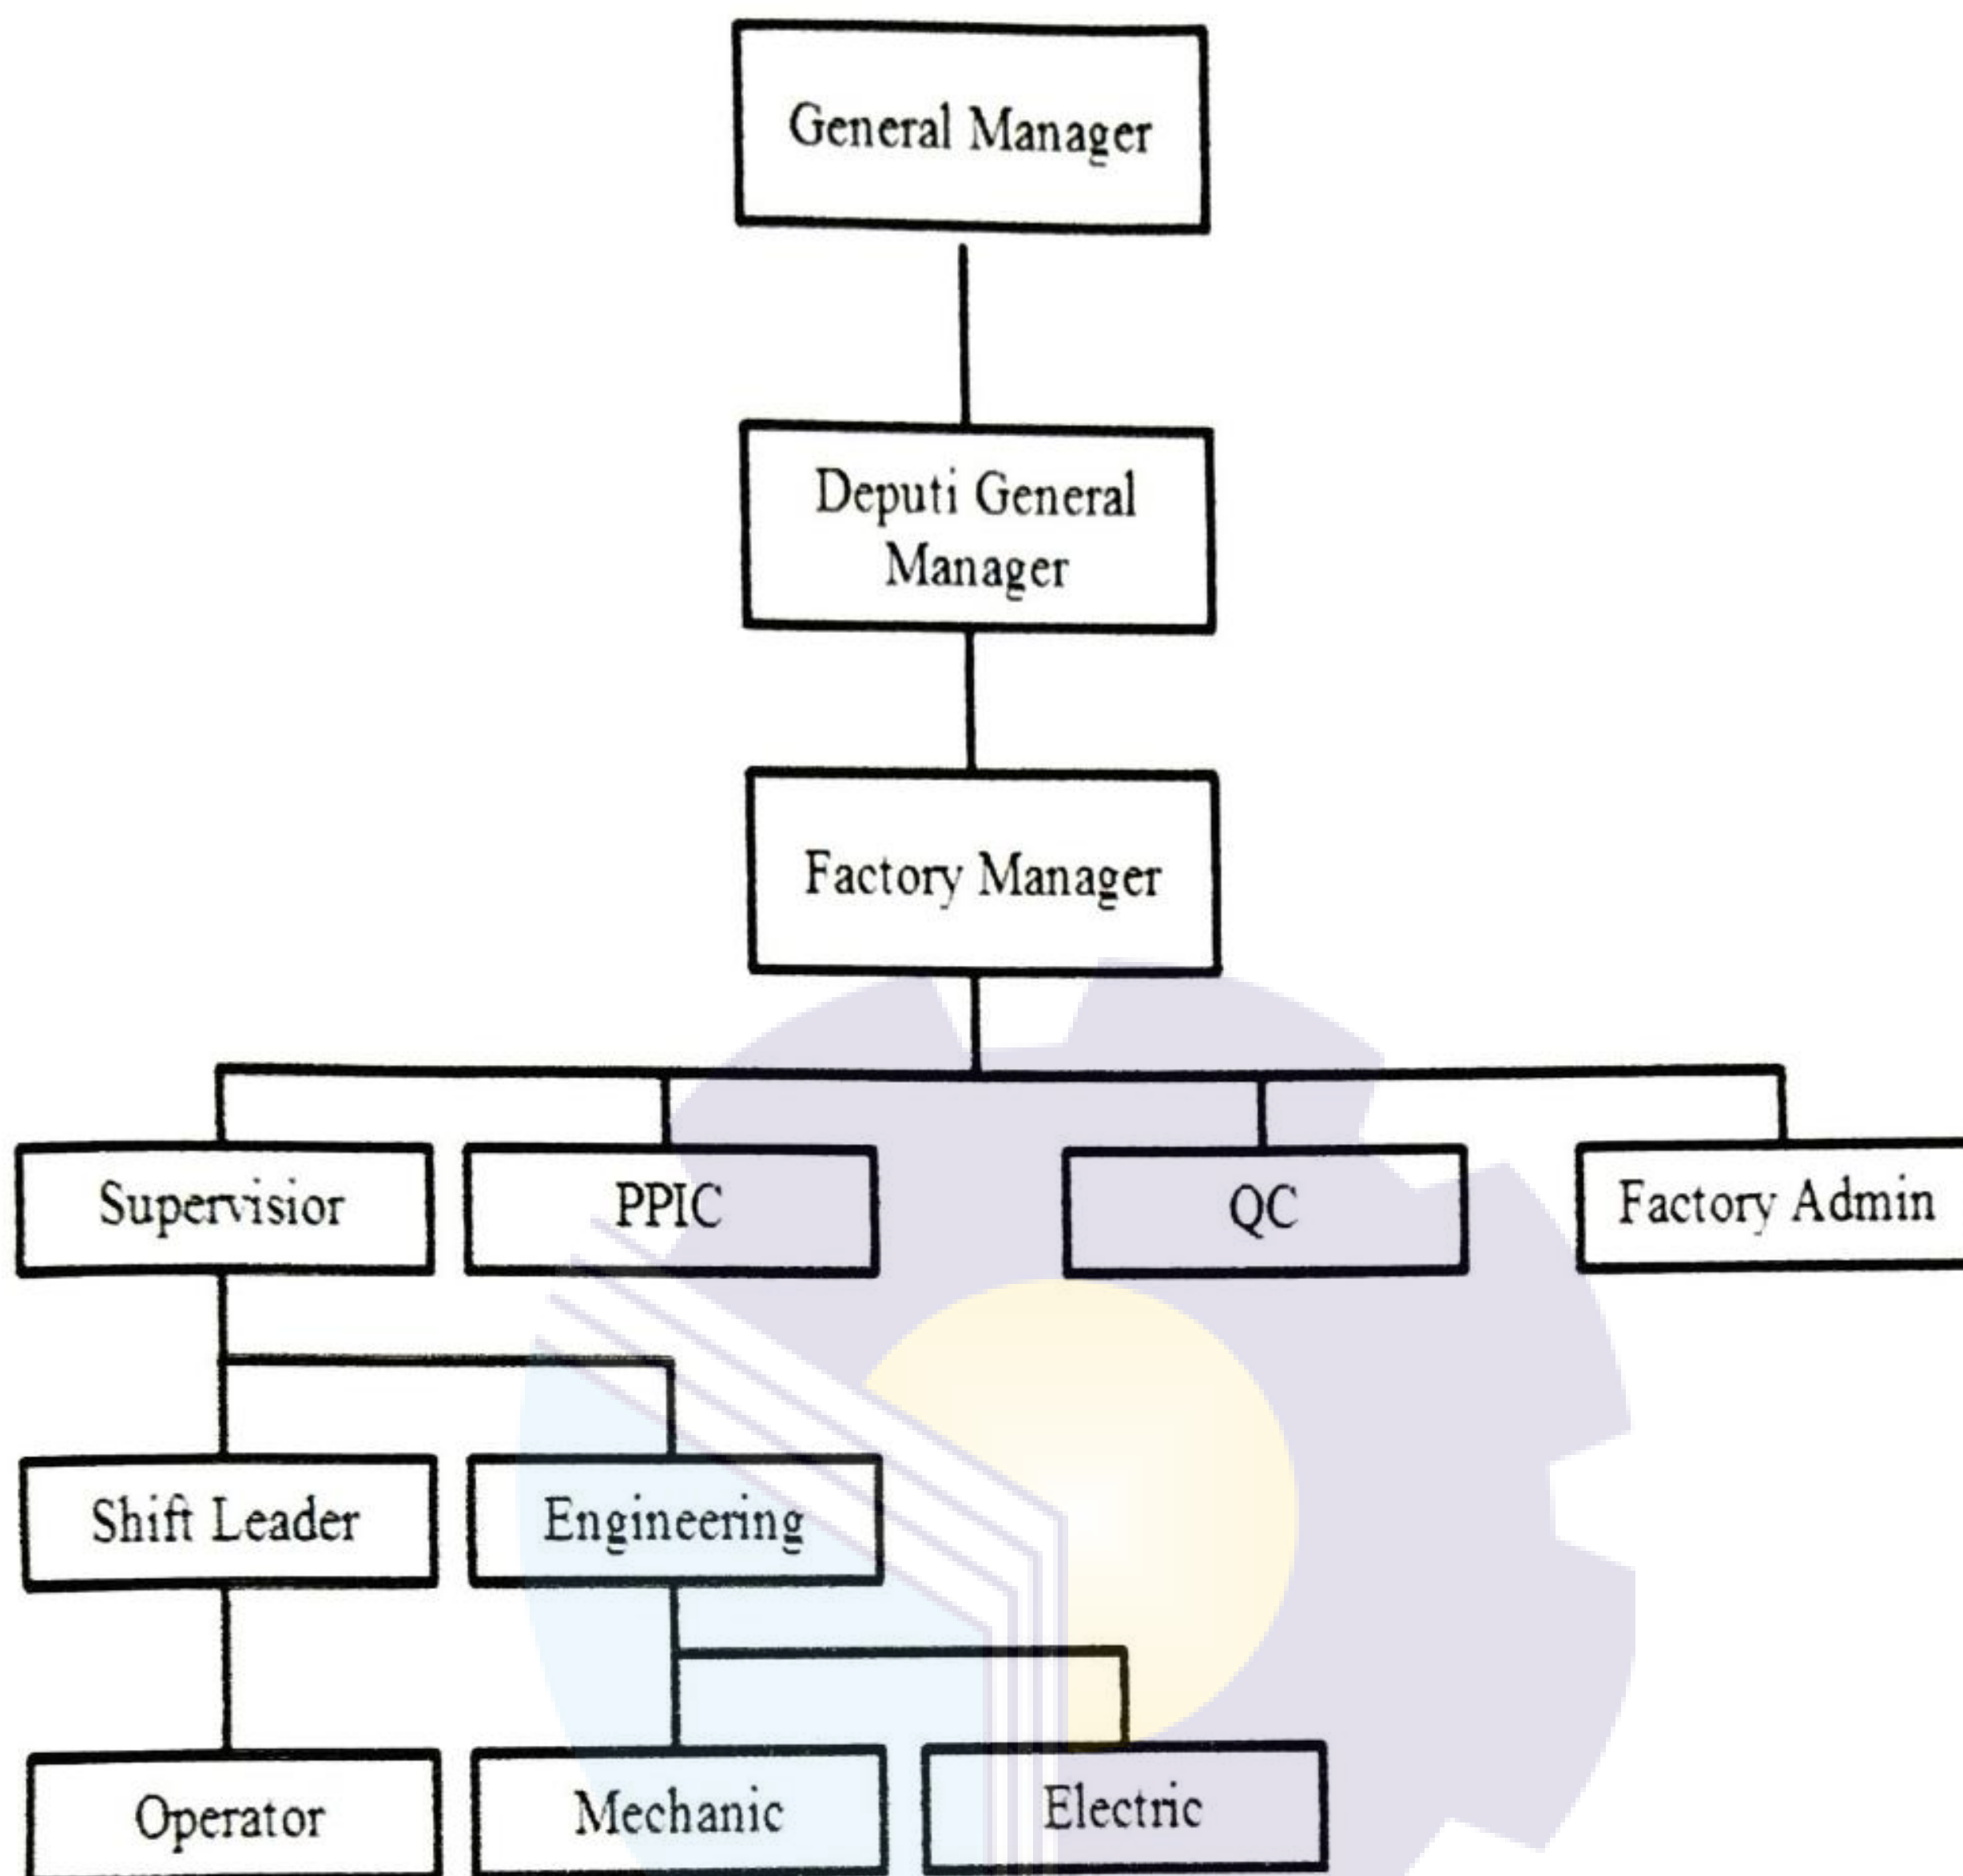 General Manager
Deputi General
Manager
Factory Manager
Supervisior
PPIC
QC
Factory Admin
Shift Leader
Engineering
Operator
Mechanic
Electric